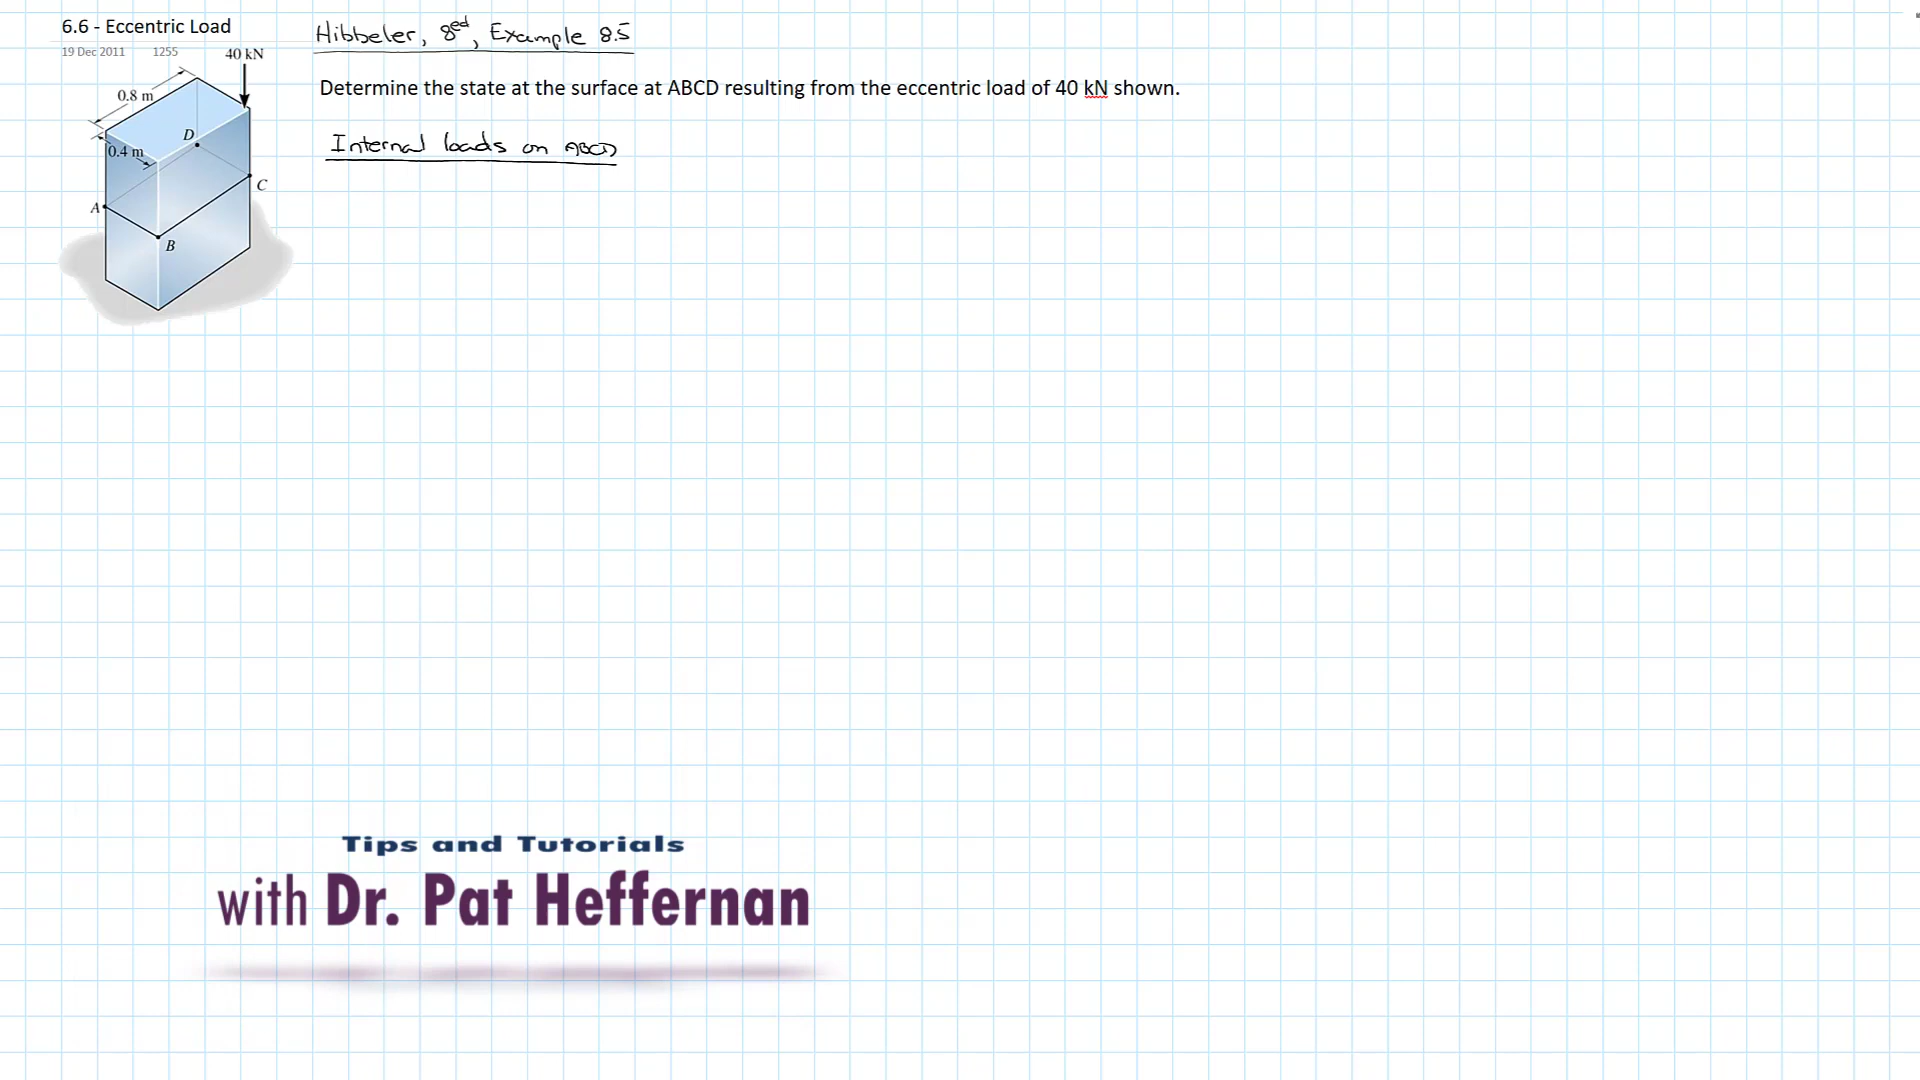 6.6 - Eccentric Load
19 Dec 2011 1255
Hibbeler, 8ed, Example 8.5
Determine the state at the surface at ABCD resulting from the eccentric load of 40 kN shown.
Internal loads on ABCD
40 kN
0.8 m
D
0.4 m
C
A
B
Tips and Tutorials
with Dr. Pat Heffernan